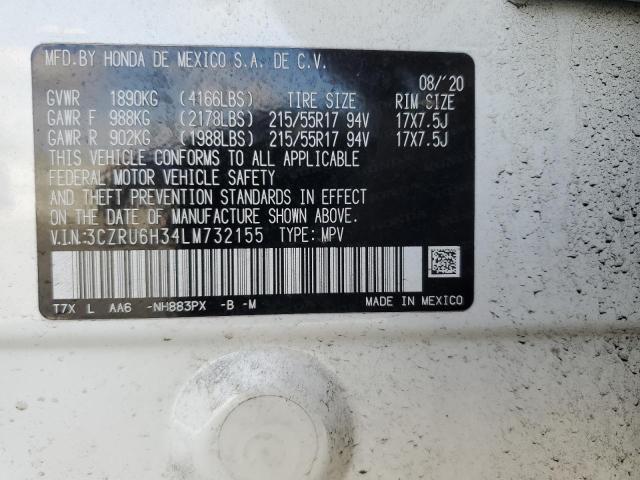 MFD.BY HONDA DE MEXICO S.A. DE C.V.
08/'20
GVWR 1890KG (4166LBS) TIRE SIZE RIM SIZE
GAWR F 988KG (2178LBS) 215/55R17 94V 17X7.5J
GAWR R 902KG (1988LBS) 215/55R17 94V 17X7.5J
THIS VEHICLE CONFORMS TO ALL APPLICABLE
FEDERAL MOTOR VEHICLE SAFETY
AND THEFT PREVENTION STANDARDS IN EFFECT
ON THE DATE OF MANUFACTURE SHOWN ABOVE.
V.I.N.:3CZRU6H34LM732155 TYPE:MPV
T7X L AA6 -NH883PX -B -M MADE IN MEXICO